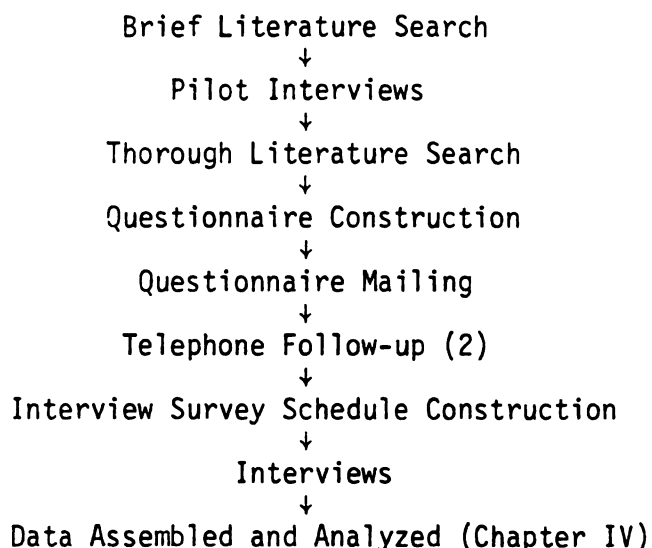 Brief Literature Search
↓
Pilot Interviews
↓
Thorough Literature Search
↓
Questionnaire Construction
↓
Questionnaire Mailing
↓
Telephone Follow-up (2)
↓
Interview Survey Schedule Construction
↓
Interviews
↓
Data Assembled and Analyzed (Chapter IV)